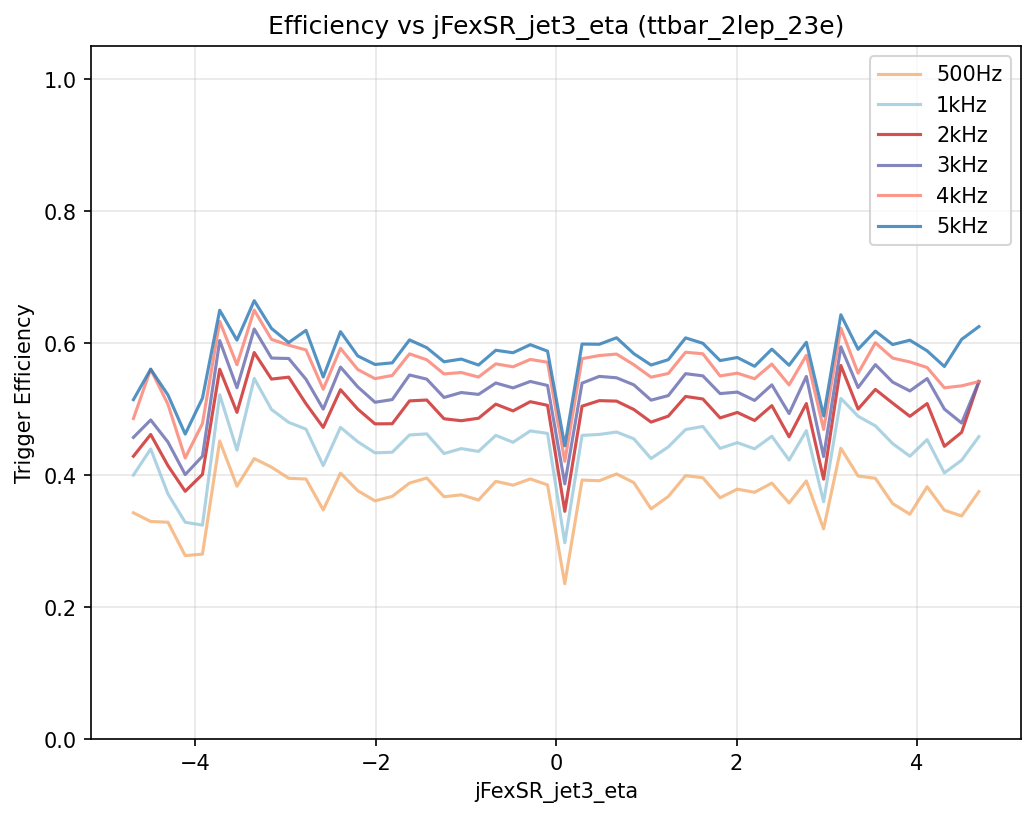 Efficiency vs jFexSR_jet3_eta (ttbar_2lep_23e)
500Hz
1kHz
2kHz
3kHz
4kHz
5kHz
Trigger Efficiency
1.0
0.8
0.6
0.4
0.2
0.0
−4
−2
0
2
4
jFexSR_jet3_eta